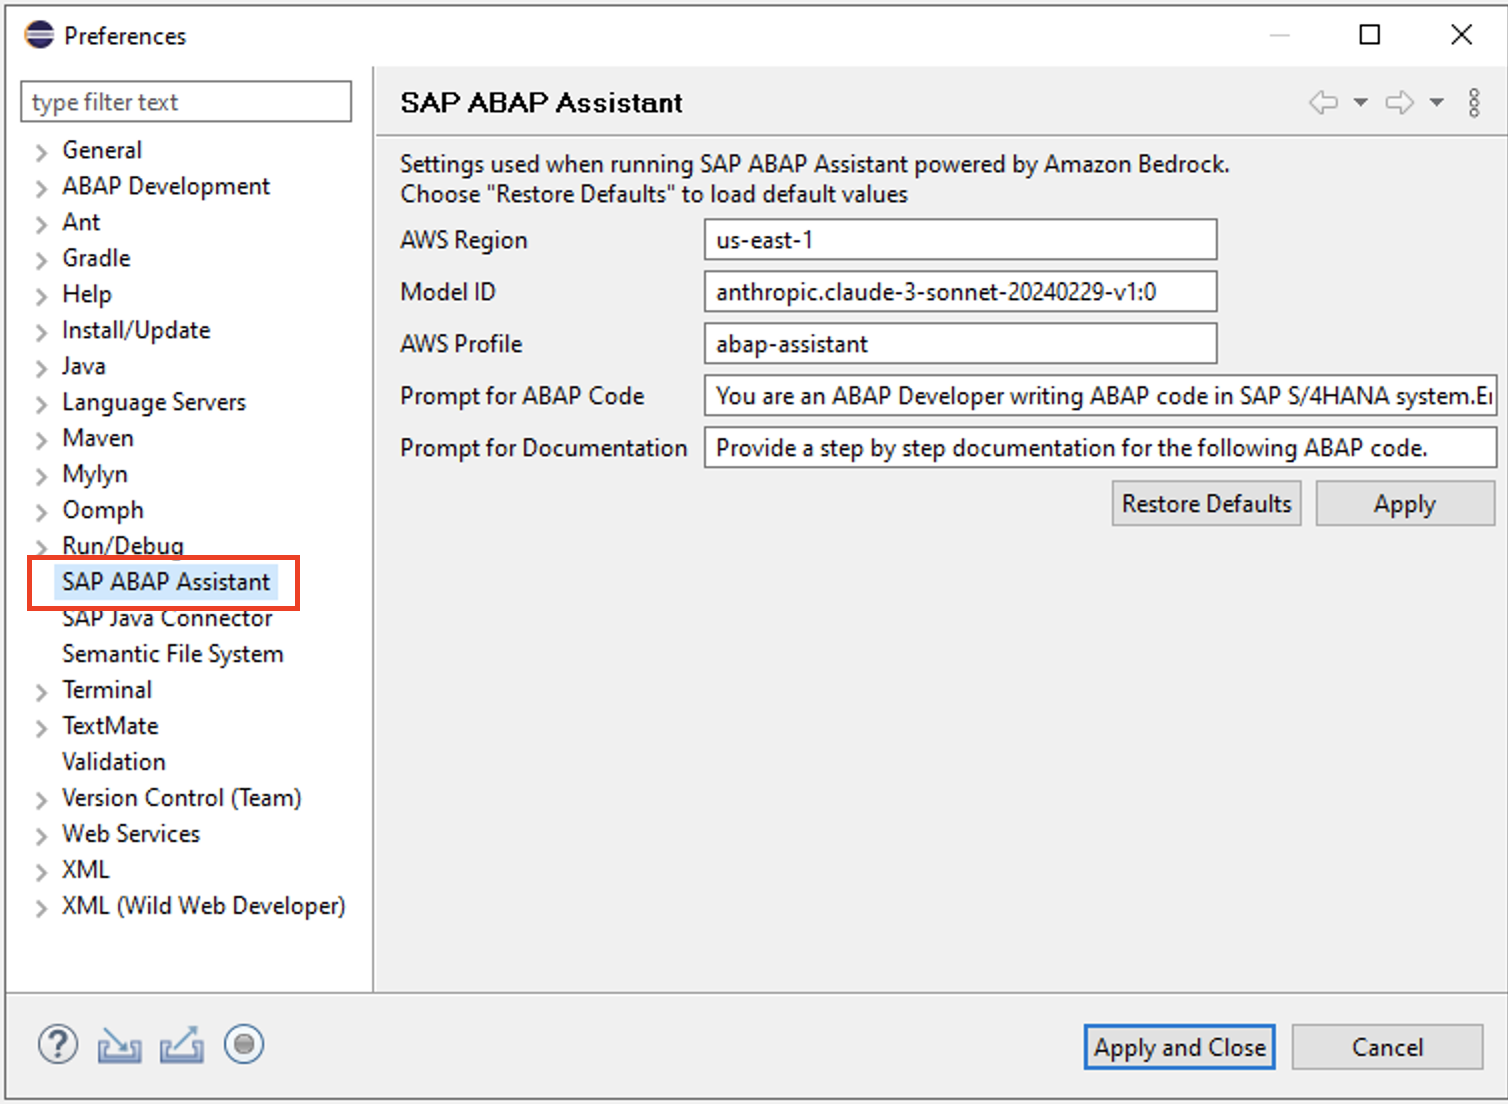 Preferences
type filter text
General
ABAP Development
Ant
Gradle
Help
Install/Update
Java
Language Servers
Maven
Mylyn
Oomph
Run/Debug
SAP ABAP Assistant
SAP Java Connector
Semantic File System
Terminal
TextMate
Validation
Version Control (Team)
Web Services
XML
XML (Wild Web Developer)
SAP ABAP Assistant
Settings used when running SAP ABAP Assistant powered by Amazon Bedrock.
Choose "Restore Defaults" to load default values
AWS Region us-east-1
Model ID anthropic.claude-3-sonnet-20240229-v1:0
AWS Profile abap-assistant
Prompt for ABAP Code You are an ABAP Developer writing ABAP code in SAP S/4HANA system.
Prompt for Documentation Provide a step by step documentation for the following ABAP code.
Restore Defaults Apply
? Apply and Close Cancel